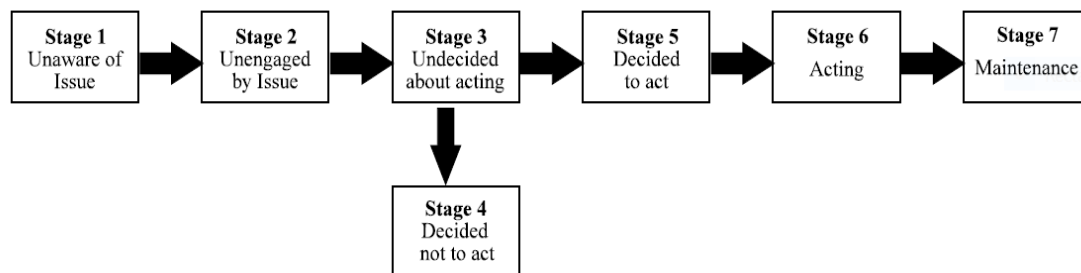 Stage 1
Unaware of
Issue
Stage 2
Unengaged
by Issue
Stage 3
Undecided
about acting
Stage 5
Decided
to act
Stage 6
Acting
Stage 7
Maintenance
Stage 4
Decided
not to act